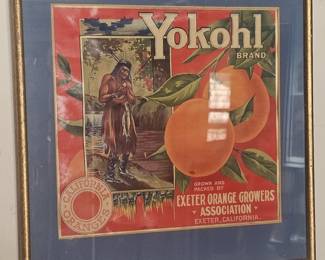 Yokohl
BRAND
GROWN AND
PACKED BY
EXETER ORANGE GROWERS
ASSOCIATION
EXETER, CALIFORNIA.
CALIFORNIA
ORANGES